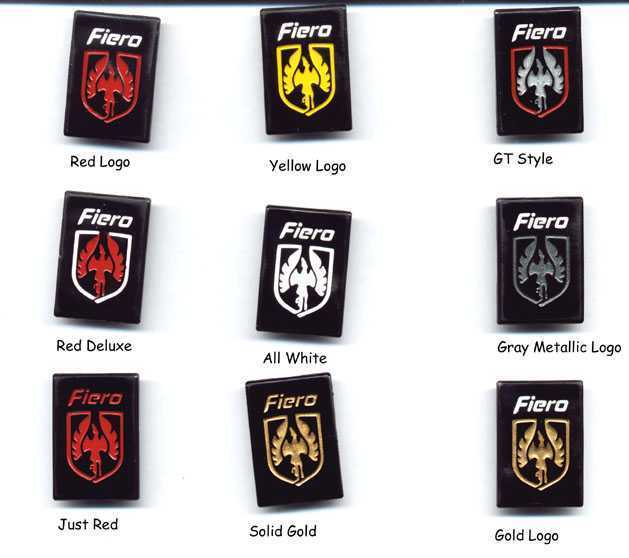 Fiero
Fiero
Fiero
Red Logo
Yellow Logo
GT Style
Fiero
Fiero
Fiero
Red Deluxe
All White
Gray Metallic Logo
Fiero
Fiero
Fiero
Just Red
Solid Gold
Gold Logo